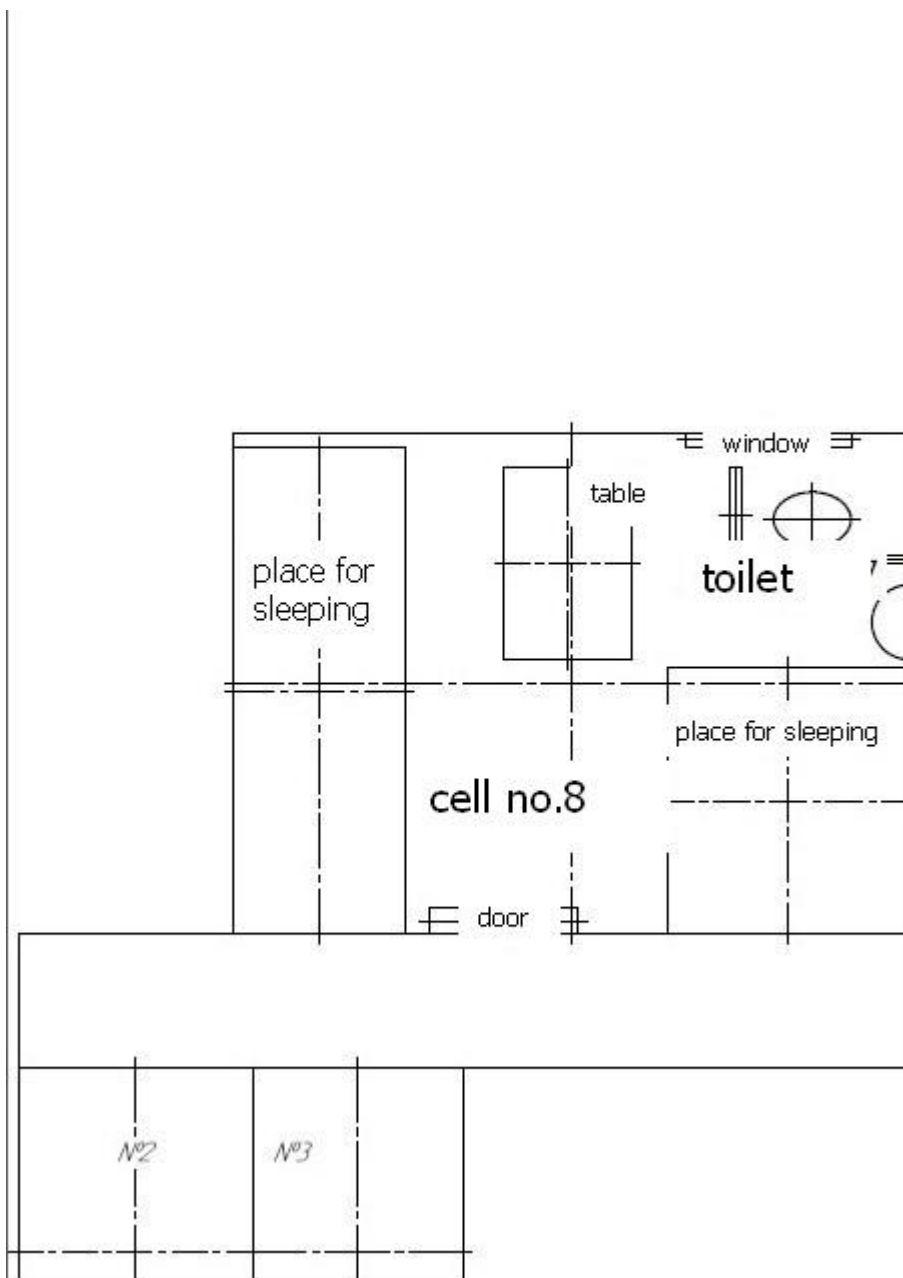 window
table
place for
sleeping
toilet
place for sleeping
cell no.8
door
Nº2
Nº3